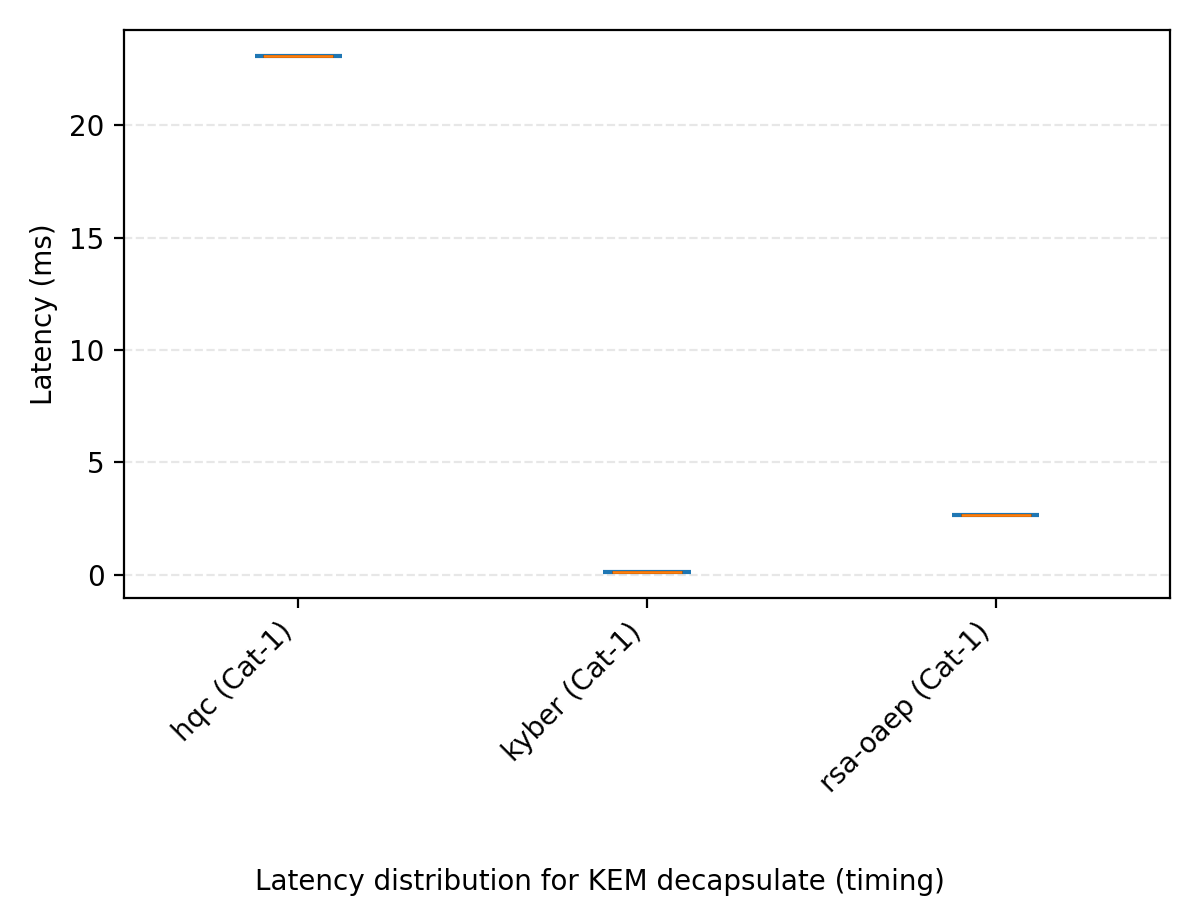 20
15
10
5
0
Latency (ms)
hqc (Cat-1)
kyber (Cat-1)
rsa-oaep (Cat-1)
Latency distribution for KEM decapsulate (timing)